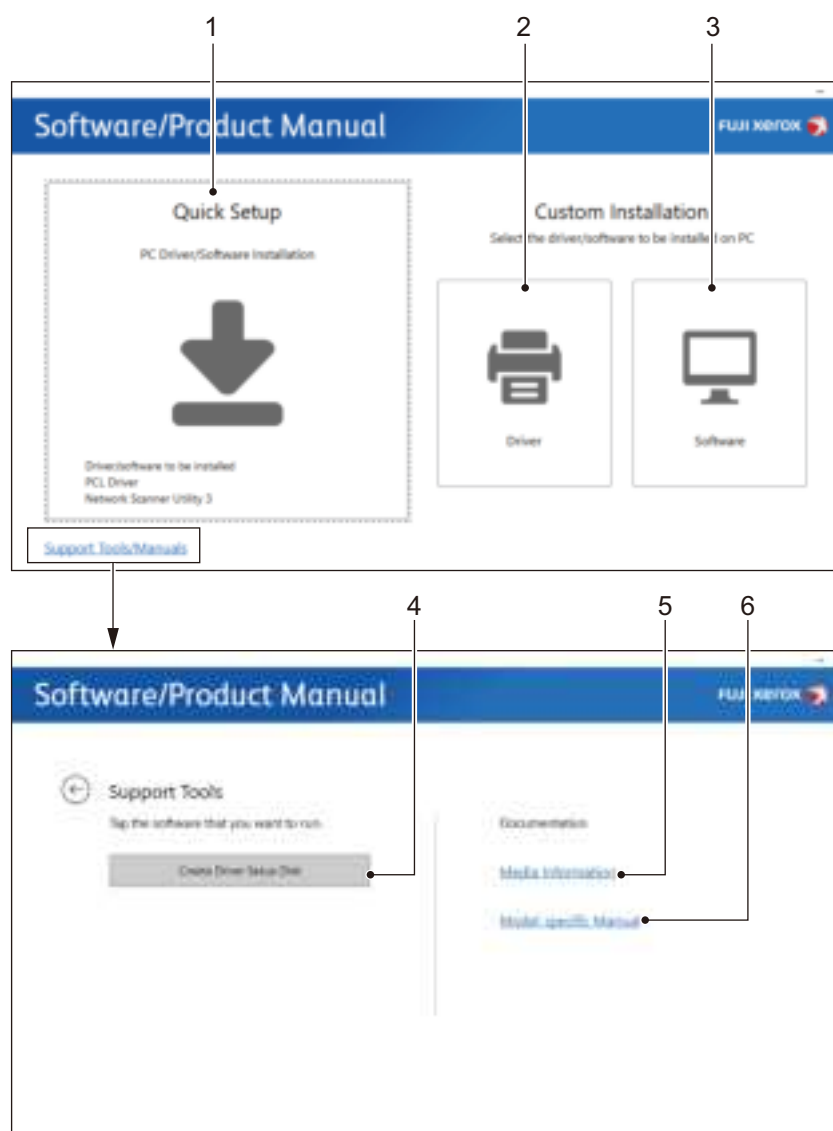 1 2 3
Software/Product Manual
FUJI XEROX
Quick Setup
PC Driver/Software Installation
Driver/software to be installed
PCL Driver
Network Scanner Utility 3
Custom Installation
Select the driver/software to be installed on PC
Driver
Software
Support Tools/Manuals
4 5 6
Software/Product Manual
FUJI XEROX
Support Tools
Tap the software that you want to run.
Create Driver Setup Disk
Documentation
Media Information
Model-specific Manual